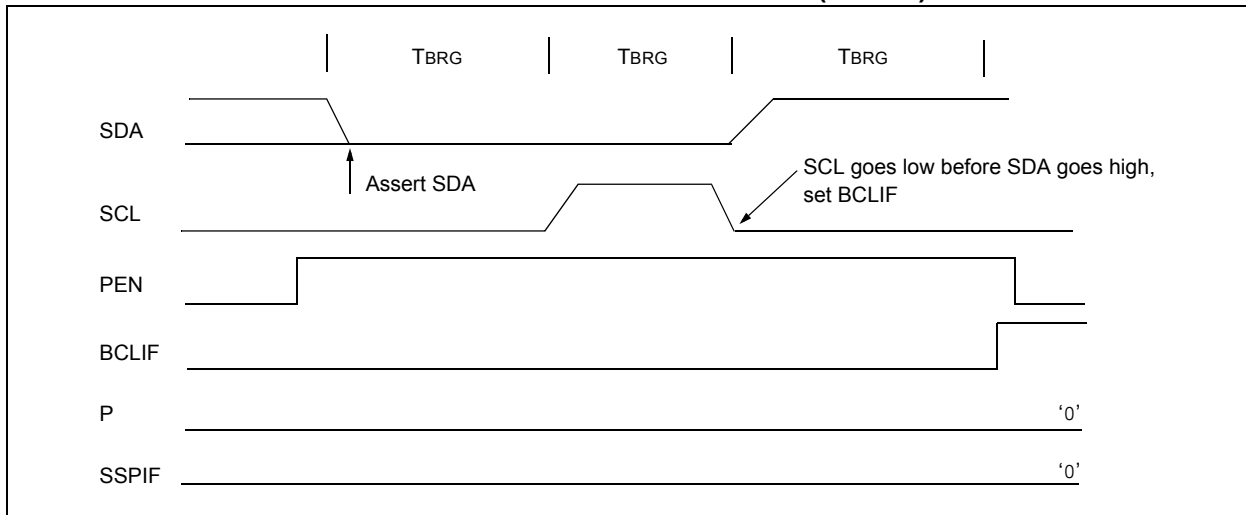 TBRG TBRG TBRG
SDA
Assert SDA
SCL goes low before SDA goes high,
set BCLIF
SCL
PEN
BCLIF
P
‘0’
SSPIF
‘0’